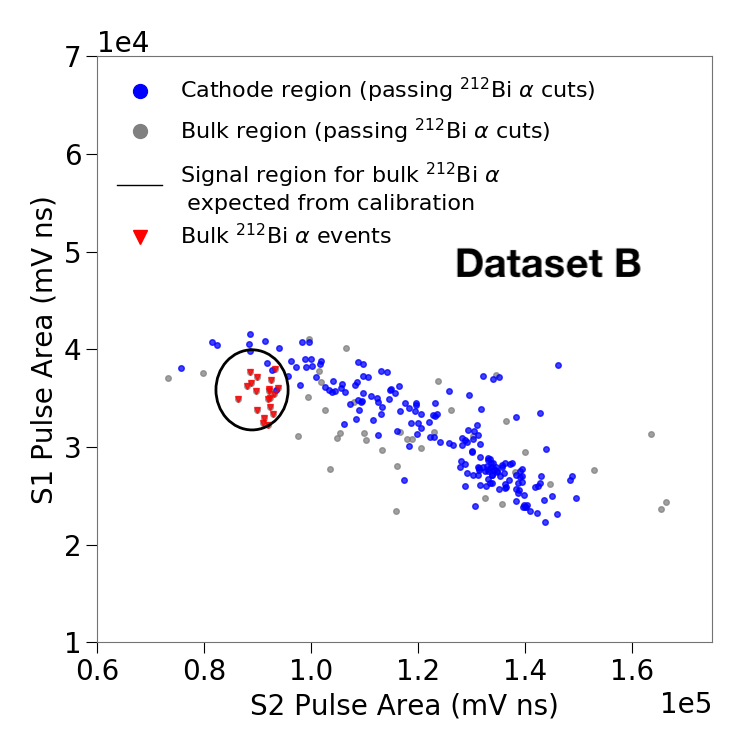 1e4
7
Cathode region (passing ²¹²Bi α cuts)
Bulk region (passing ²¹²Bi α cuts)
6
Signal region for bulk ²¹²Bi α
expected from calibration
Bulk ²¹²Bi α events
5
Dataset B
4
3
2
1
S1 Pulse Area (mV ns)
0.6 0.8 1.0 1.2 1.4 1.6
S2 Pulse Area (mV ns)
1e5